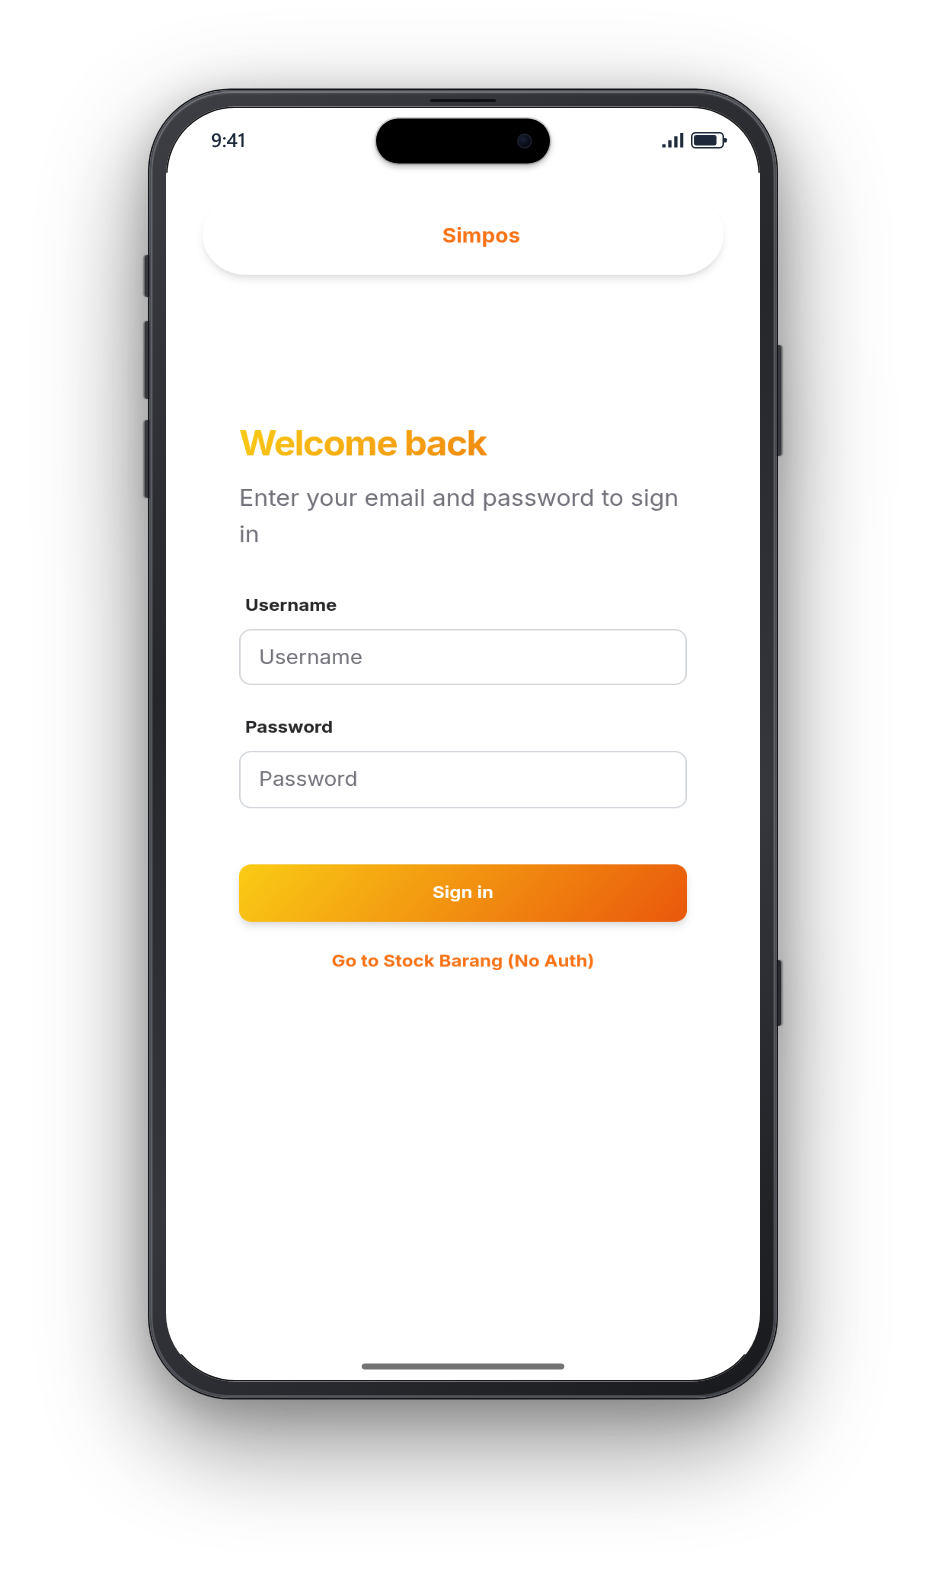 9:41
Simpos
Welcome back
Enter your email and password to sign
in
Username
Username
Password
Password
Sign in
Go to Stock Barang (No Auth)